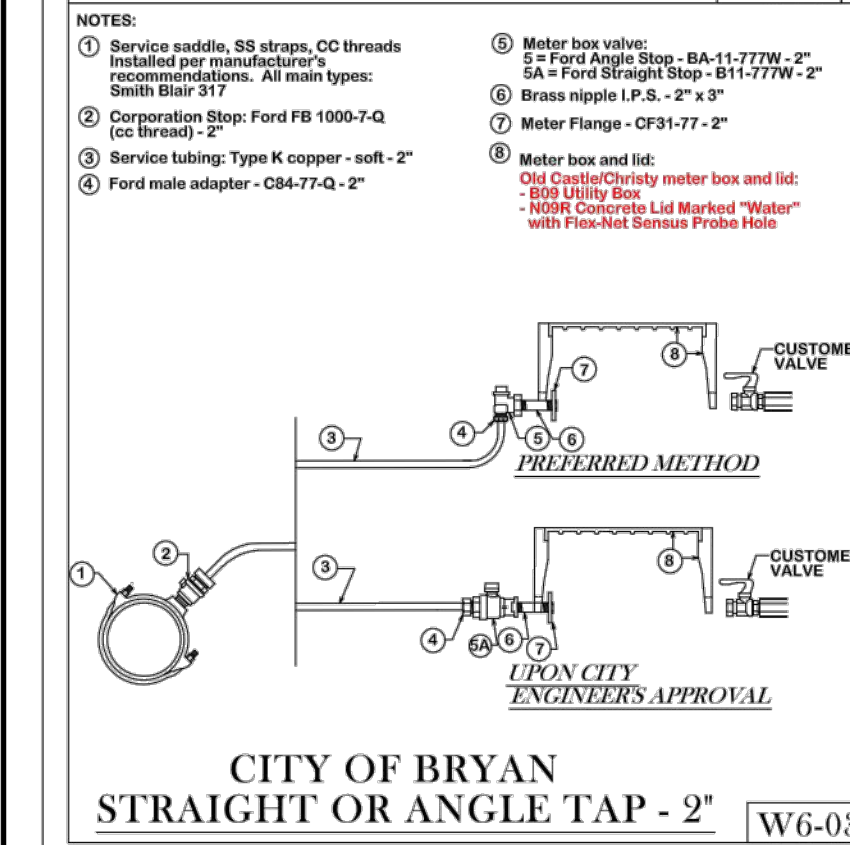 NOTES:
1 Service saddle, SS straps, CC threads
Installed per manufacturer's
recommendations. All main types:
Smith Blair 317
2 Corporation Stop: Ford FB 1000-7-Q
(cc thread) - 2"
3 Service tubing: Type K copper - soft - 2"
4 Ford male adapter - C84-77-Q - 2"
5 Meter box valve:
5 = Ford Angle Stop - BA-11-777W - 2"
5A = Ford Straight Stop - B11-777W - 2"
6 Brass nipple I.P.S. - 2" x 3"
7 Meter Flange - CF31-77 - 2"
8 Meter box and lid:
Old Castle/Christy meter box and lid:
- B09 Utility Box
- N09R Concrete Lid Marked "Water"
with Flex-Net Sensus Probe Hole
8
CUSTOME
VALVE
7
3
4
5
6
PREFERRED METHOD
2
1
3
8
CUSTOME
VALVE
4
5A
6
7
UPON CITY
ENGINEER'S APPROVAL
CITY OF BRYAN
STRAIGHT OR ANGLE TAP - 2"
W6-03